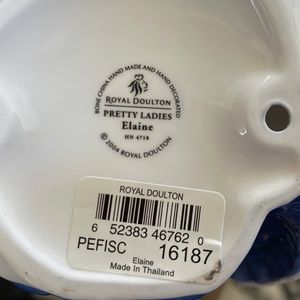 BONE CHINA HAND MADE AND HAND DECORATED
ROYAL DOULTON
PRETTY LADIES
Elaine
HN 4718
© 2004 ROYAL DOULTON
ROYAL DOULTON
6 52383 46762 0
PEFISC 16187
Elaine
Made In Thailand